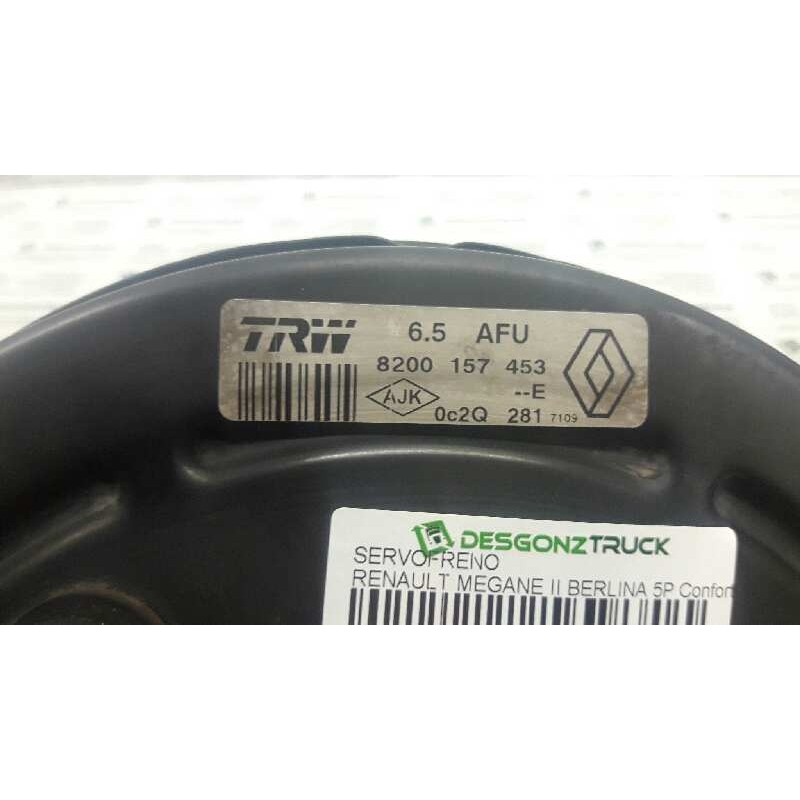 TRW 6.5 AFU
8200 157 453
AJK --E
0c2Q 281 7109
DESGONZTRUCK
SERVOFRENO
RENAULT MEGANE II BERLINA 5P Confort